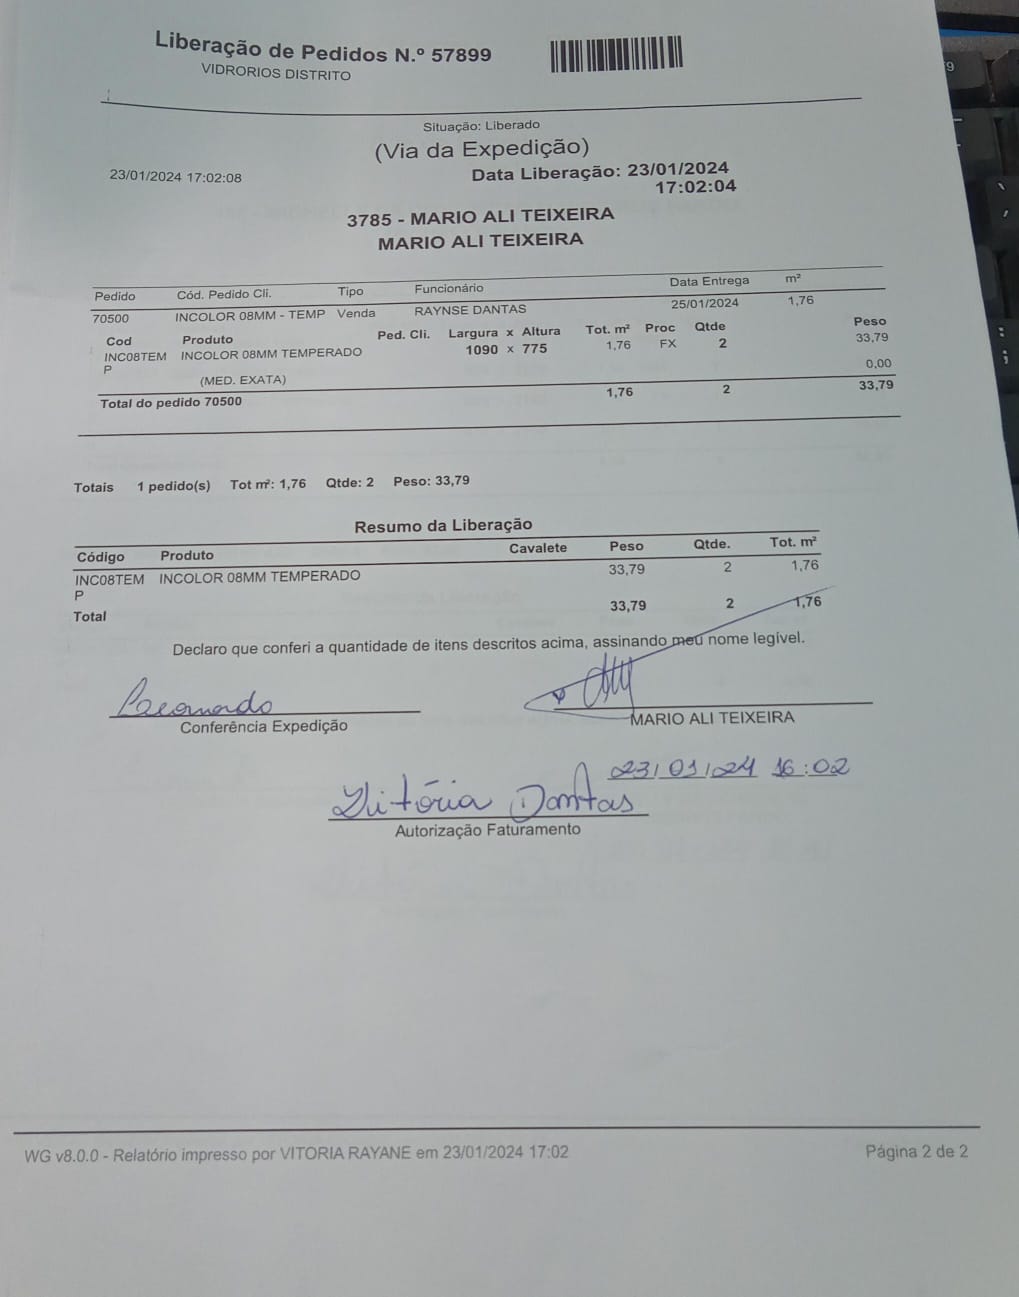 Liberação de Pedidos N.º 57899
VIDRORIOS DISTRITO
Situação: Liberado
(Via da Expedição)
23/01/2024 17:02:08 Data Liberação: 23/01/2024
17:02:04
3785 - MARIO ALI TEIXEIRA
MARIO ALI TEIXEIRA
Pedido Cód. Pedido Cli. Tipo Funcionário Data Entrega m²
70500 INCOLOR 08MM - TEMP Venda RAYNSE DANTAS 25/01/2024 1,76
Cod Produto Ped. Cli. Largura x Altura Tot. m² Proc Qtde Peso
INC08TEM INCOLOR 08MM TEMPERADO 1090 x 775 1,76 FX 2 33,79
P
(MED. EXATA) 0,00
Total do pedido 70500 1,76 2 33,79
Totais 1 pedido(s) Tot m²: 1,76 Qtde: 2 Peso: 33,79
Resumo da Liberação
Código Produto Cavalete Peso Qtde. Tot. m²
INC08TEM INCOLOR 08MM TEMPERADO 33,79 2 1,76
P
Total 33,79 2 1,76
Declaro que conferi a quantidade de itens descritos acima, assinando meu nome legível.
Conferência Expedição MARIO ALI TEIXEIRA
23/01/24 16:02
Vitória Dantas
Autorização Faturamento
WG v8.0.0 - Relatório impresso por VITORIA RAYANE em 23/01/2024 17:02 Página 2 de 2